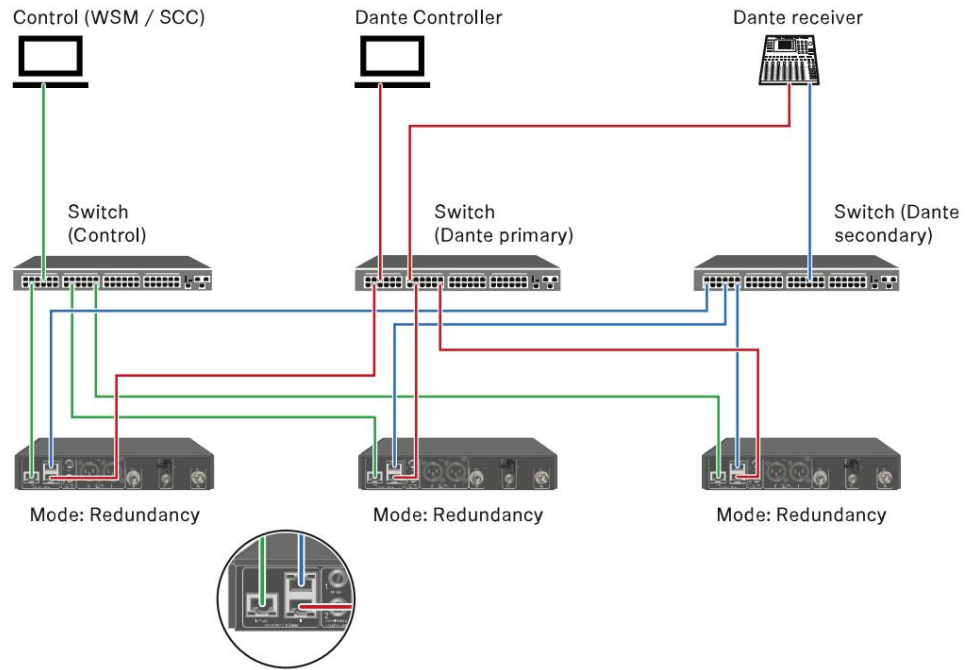 Control (WSM / SCC)
Dante Controller
Dante receiver
Switch
(Control)
Switch
(Dante primary)
Switch (Dante
secondary)
Mode: Redundancy
Mode: Redundancy
Mode: Redundancy